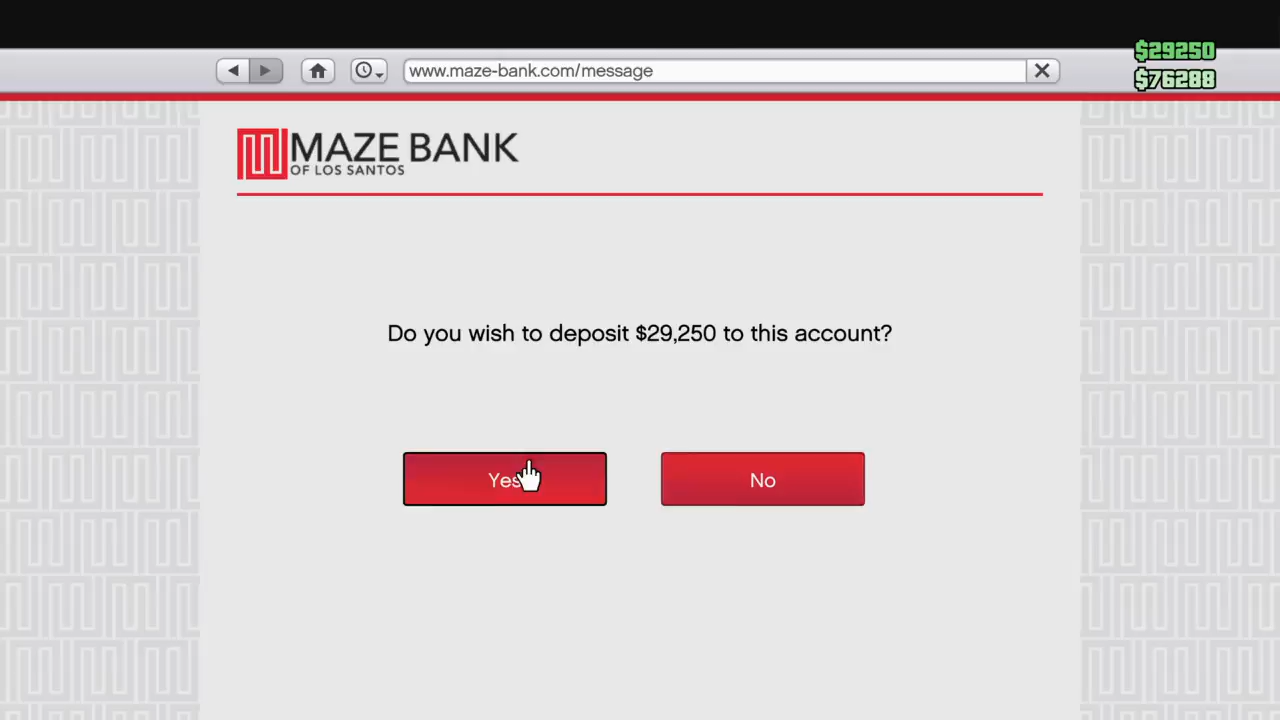 $29250
www.maze-bank.com/message
$76288
MAZE BANK
OF LOS SANTOS
Do you wish to deposit $29,250 to this account?
Yes
No